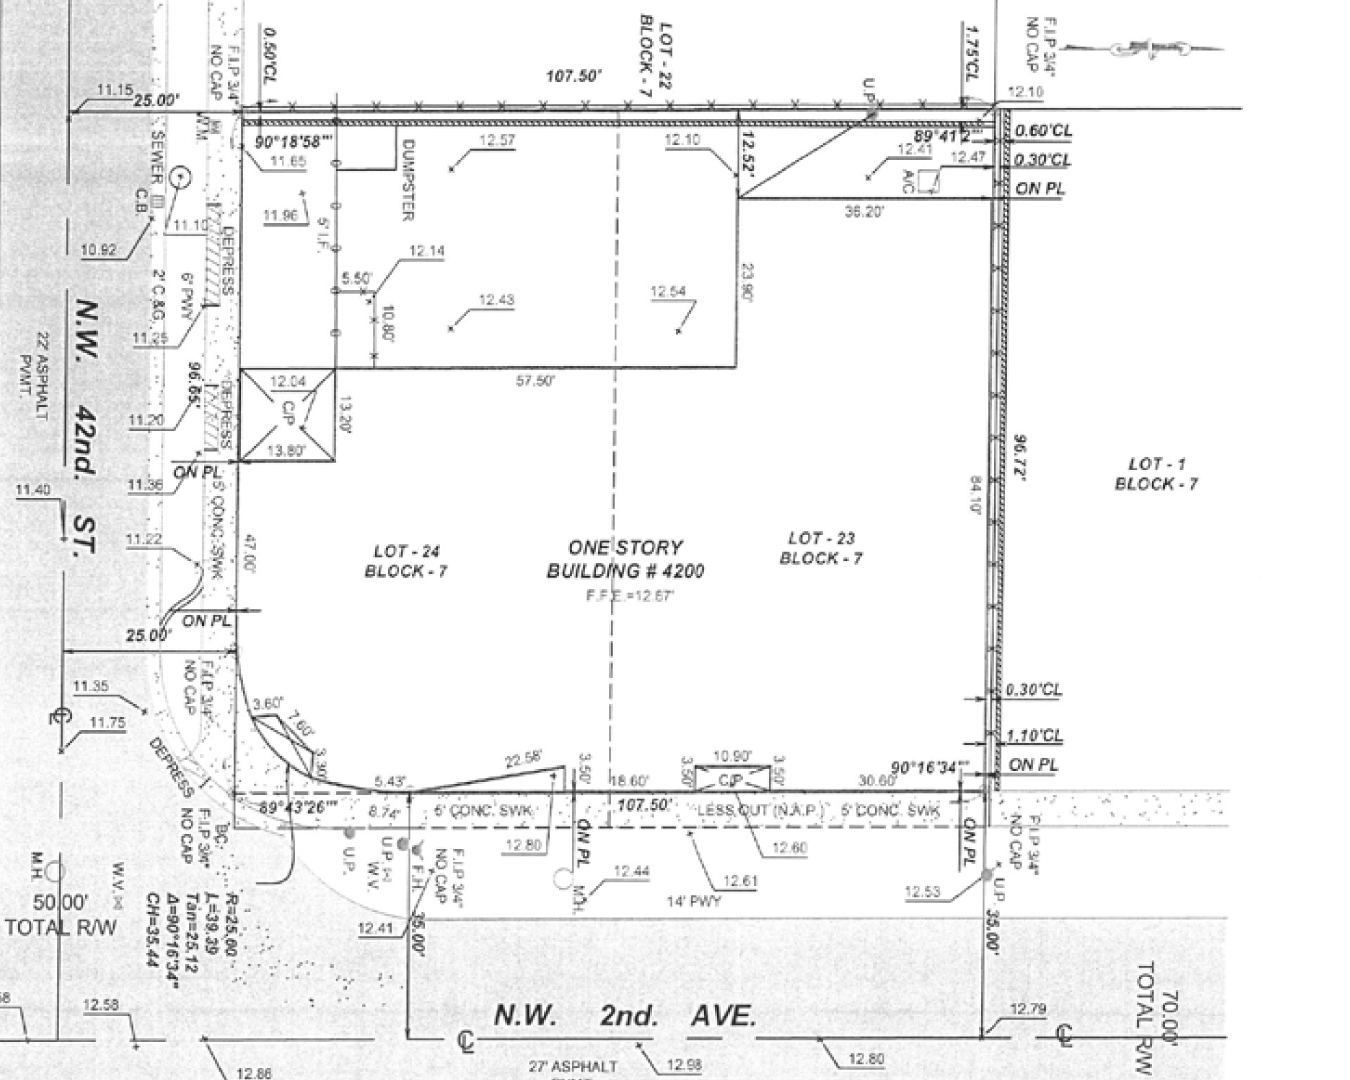 F.I.P 3/4"
NO CAP
0.50'CL
107.50'
LOT - 22
BLOCK - 7
1.75'CL
F.I.P 3/4"
NO CAP
11.15
25.00'
U.P.
12.10
W.M.
90°18'58"
12.57
12.10
12.52'
89°41'2"
0.60'CL
SEWER
11.65
DUMPSTER
12.41
12.47
0.30'CL
A/C
ON PL
C.B.
11.96
5' I.F.
36.20'
11.10
10.92
DEPRESS
12.14
5.50'
23.90'
2' C.&G.
6' PWY
12.43
12.54
10.80'
N.W. 42nd. ST.
22' ASPHALT
PVMT.
96.65'
DEPRESS
12.04
C/P
57.50'
13.20'
11.20
13.80'
ON PL
11.36
11.40
5' CONC. SWK
96.72'
84.10'
LOT - 1
BLOCK - 7
11.22
47.00'
LOT - 24
BLOCK - 7
ONE STORY
BUILDING # 4200
F.F.E.=12.67'
LOT - 23
BLOCK - 7
ON PL
25.00'
F.I.P 3/4"
NO CAP
11.35
11.75
3.60'
7.60'
3.30'
0.30'CL
1.10'CL
ON PL
DEPRESS
5.43'
22.58'
3.50'
18.60'
3.50'
10.90'
C/P
3.50'
30.60'
90°16'34"
89°43'26"
8.74'
5' CONC. SWK
107.50'
LESS OUT (N.A.P.)
5' CONC. SWK
F.I.P 3/4"
NO CAP
BC
U.P.
U.P.
W.V.
F.H.
F.I.P 3/4"
NO CAP
12.80
ON PL
12.60
ON PL
F.I.P 3/4"
NO CAP
M.H.
W.V.
12.44
12.61
12.53
U.P.
M.H.
14' PWY
50.00'
TOTAL R/W
R=25.00
L=39.39
Tan=25.12
Δ=90°16'34"
CH=35.44
12.41
35.00'
35.00'
12.58
N.W. 2nd. AVE.
12.79
70.00'
TOTAL R/W
12.86
27' ASPHALT
12.98
12.80